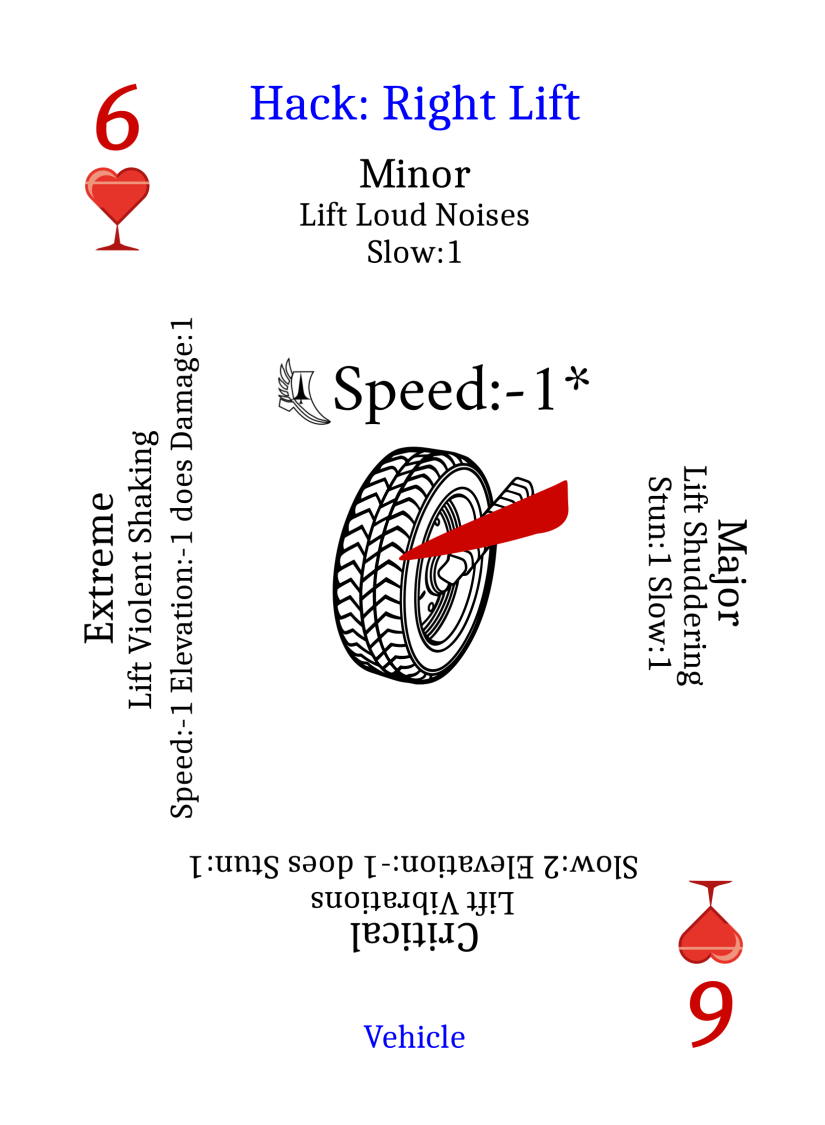 6
Hack: Right Lift
Minor
Lift Loud Noises
Slow:1
Speed:-1*
Major
Lift Shuddering
Stun:1 Slow:1
Critical
Lift Vibrations
Slow:2 Elevation:-1 does Stun:1
Extreme
Lift Violent Shaking
Speed:-1 Elevation:-1 does Damage:1
6
Vehicle